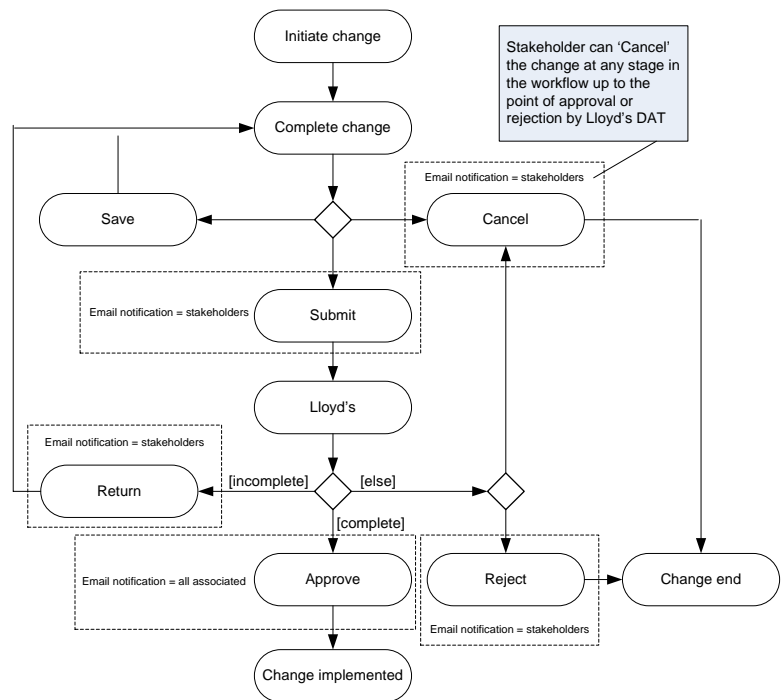 Initiate change
Stakeholder can ‘Cancel’
the change at any stage in
the workflow up to the
point of approval or
rejection by Lloyd’s DAT
Complete change
Email notification = stakeholders
Save
Cancel
Email notification = stakeholders
Submit
Lloyd’s
Email notification = stakeholders
Return
[incomplete]
[else]
[complete]
Email notification = all associated
Approve
Reject
Change end
Email notification = stakeholders
Change implemented